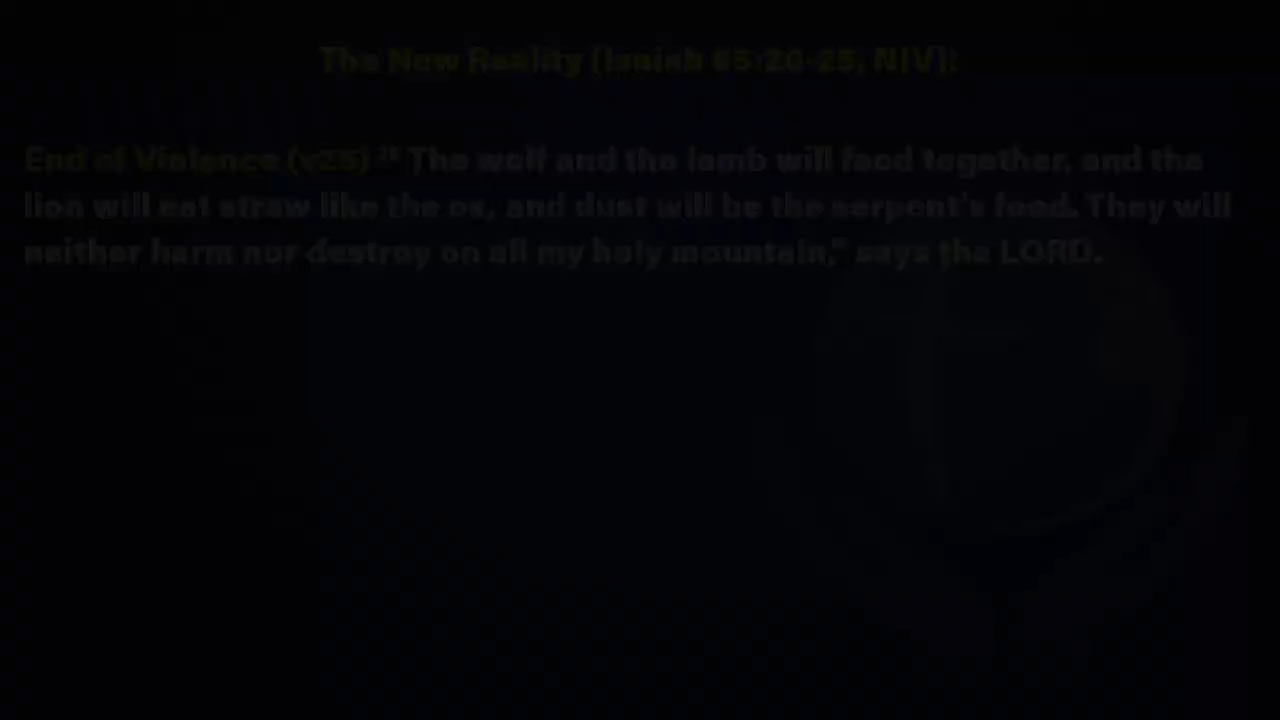 The New Reality (Isaiah 65:20-25, NIV):
End of Violence (v25) 25 The wolf and the lamb will feed together, and the
lion will eat straw like the ox, and dust will be the serpent's food. They will
neither harm nor destroy on all my holy mountain," says the LORD.